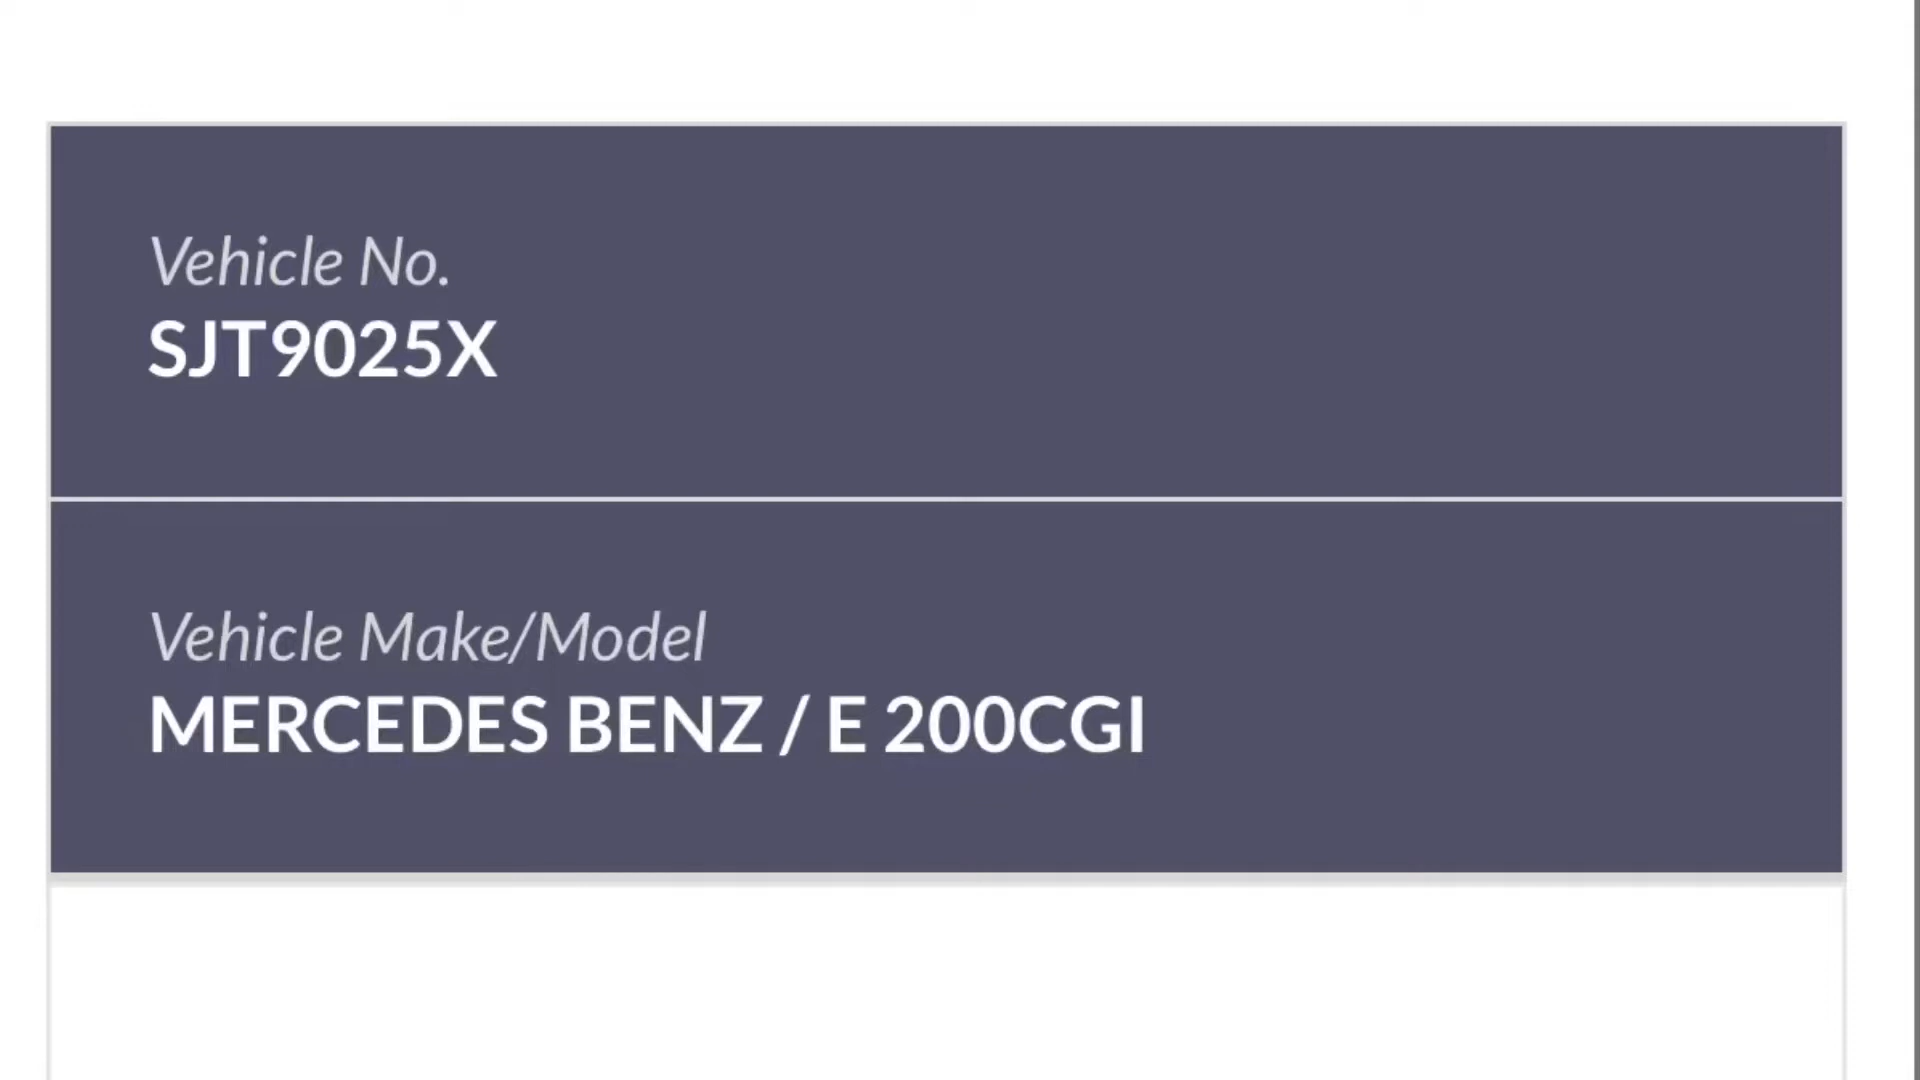 Vehicle No.
SJT9025X
Vehicle Make/Model
MERCEDES BENZ / E 200CGI